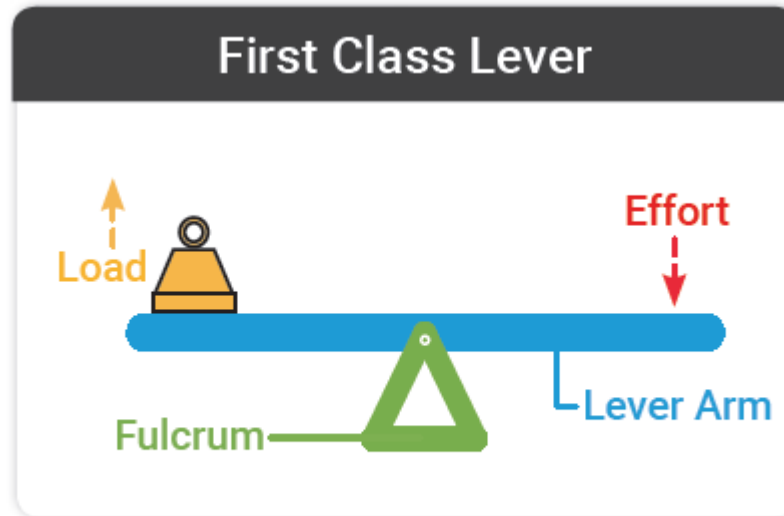 First Class Lever
Effort
Load
Lever Arm
Fulcrum